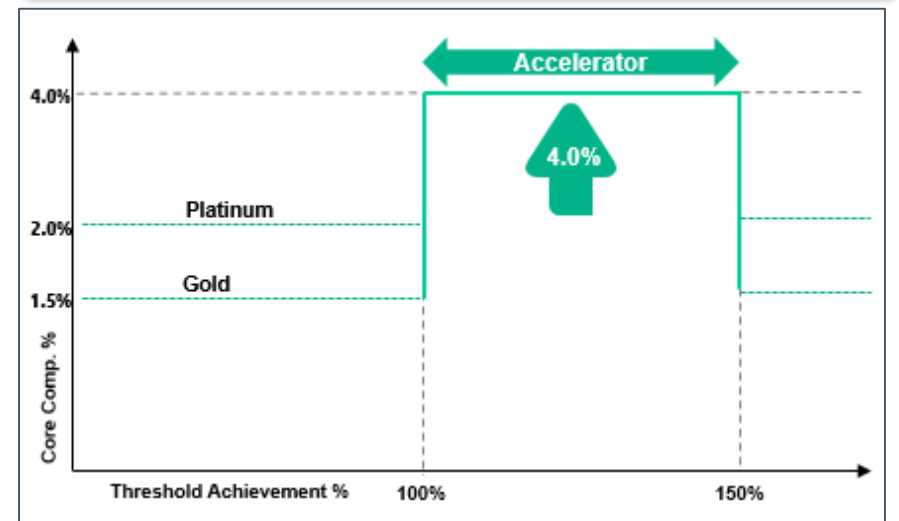 Accelerator
4.0%
4.0%
Platinum
2.0%
Gold
1.5%
Core Comp. %
Threshold Achievement %
100%
150%